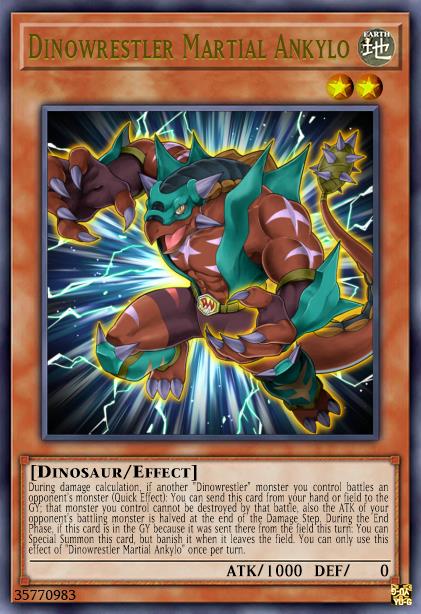 DINOWRESTLER MARTIAL ANKYLO
EARTH
地
[DINOSAUR/EFFECT]
During damage calculation, if another "Dinowrestler" monster you control battles an
opponent's monster (Quick Effect): You can send this card from your hand or field to the
GY; that monster you control cannot be destroyed by that battle, also the ATK of your
opponent's battling monster is halved at the end of the Damage Step. During the End
Phase, if this card is in the GY because it was sent there from the field this turn: You can
Special Summon this card, but banish it when it leaves the field. You can only use this
effect of "Dinowrestler Martial Ankylo" once per turn.
ATK/1000 DEF/ 0
35770983